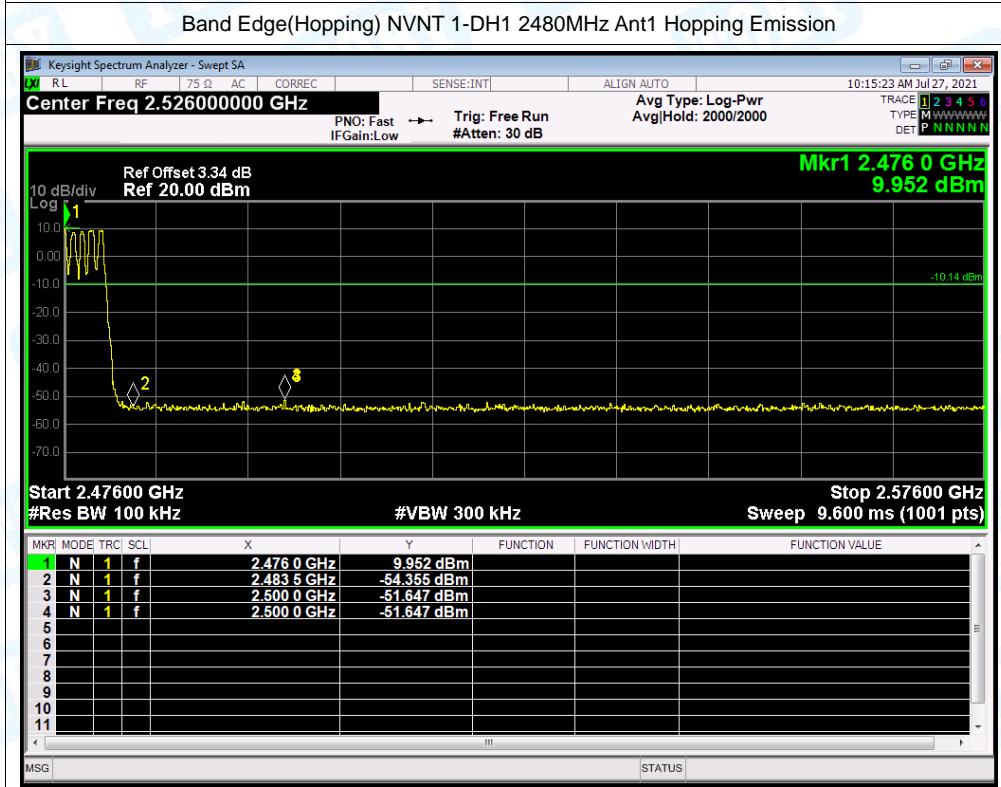 Band Edge(Hopping) NVNT 1-DH1 2480MHz Ant1 Hopping Emission
Keysight Spectrum Analyzer - Swept SA
LXI RL RF 75 Ω AC CORREC SENSE:INT ALIGN AUTO 10:15:23 AM Jul 27, 2021
Center Freq 2.526000000 GHz
PNO: Fast
IFGain:Low
Trig: Free Run
#Atten: 30 dB
Avg Type: Log-Pwr
Avg|Hold: 2000/2000
TRACE 1 2 3 4 5 6
TYPE M W W W W W
DET P N N N N N
Mkr1 2.476 0 GHz
9.952 dBm
Ref Offset 3.34 dB
10 dB/div Ref 20.00 dBm
Log
1
10.0
0.00
-10.0
-10.14 dBm
-20.0
-30.0
-40.0
2
3
-50.0
-60.0
-70.0
Start 2.47600 GHz Stop 2.57600 GHz
#Res BW 100 kHz #VBW 300 kHz Sweep 9.600 ms (1001 pts)
MKR MODE TRC SCL X Y FUNCTION FUNCTION WIDTH FUNCTION VALUE
1 N 1 f 2.476 0 GHz 9.952 dBm
2 N 1 f 2.483 5 GHz -54.355 dBm
3 N 1 f 2.500 0 GHz -51.647 dBm
4 N 1 f 2.500 0 GHz -51.647 dBm
5
6
7
8
9
10
11
MSG STATUS